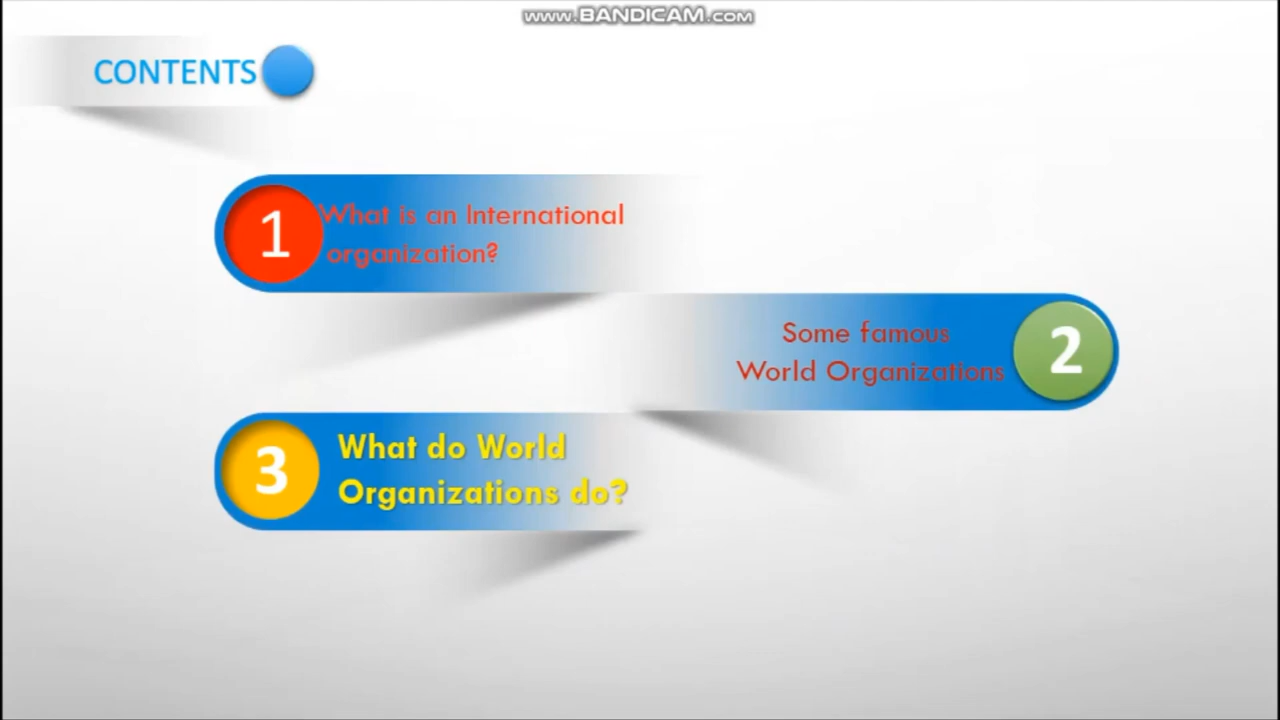 www.BANDICAM.com
CONTENTS
1
What is an International
organization?
Some famous
World Organizations
2
3
What do World
Organizations do?